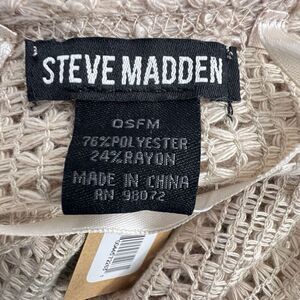 STEVE MADDEN
OSFM
76%POLYESTER
24%RAYON
MADE IN CHINA
RN 98072